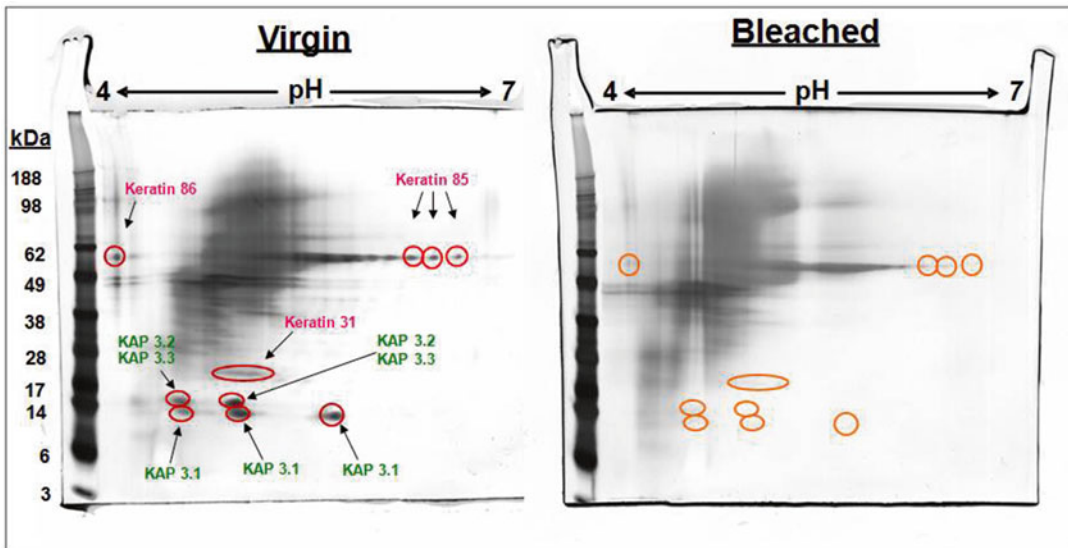 Virgin
4 pH 7
kDa
188
98
62
49
38
28
17
14
6
3
Keratin 86
Keratin 85
Keratin 31
KAP 3.2
KAP 3.3
KAP 3.2
KAP 3.3
KAP 3.1
KAP 3.1
KAP 3.1
Bleached
4 pH 7